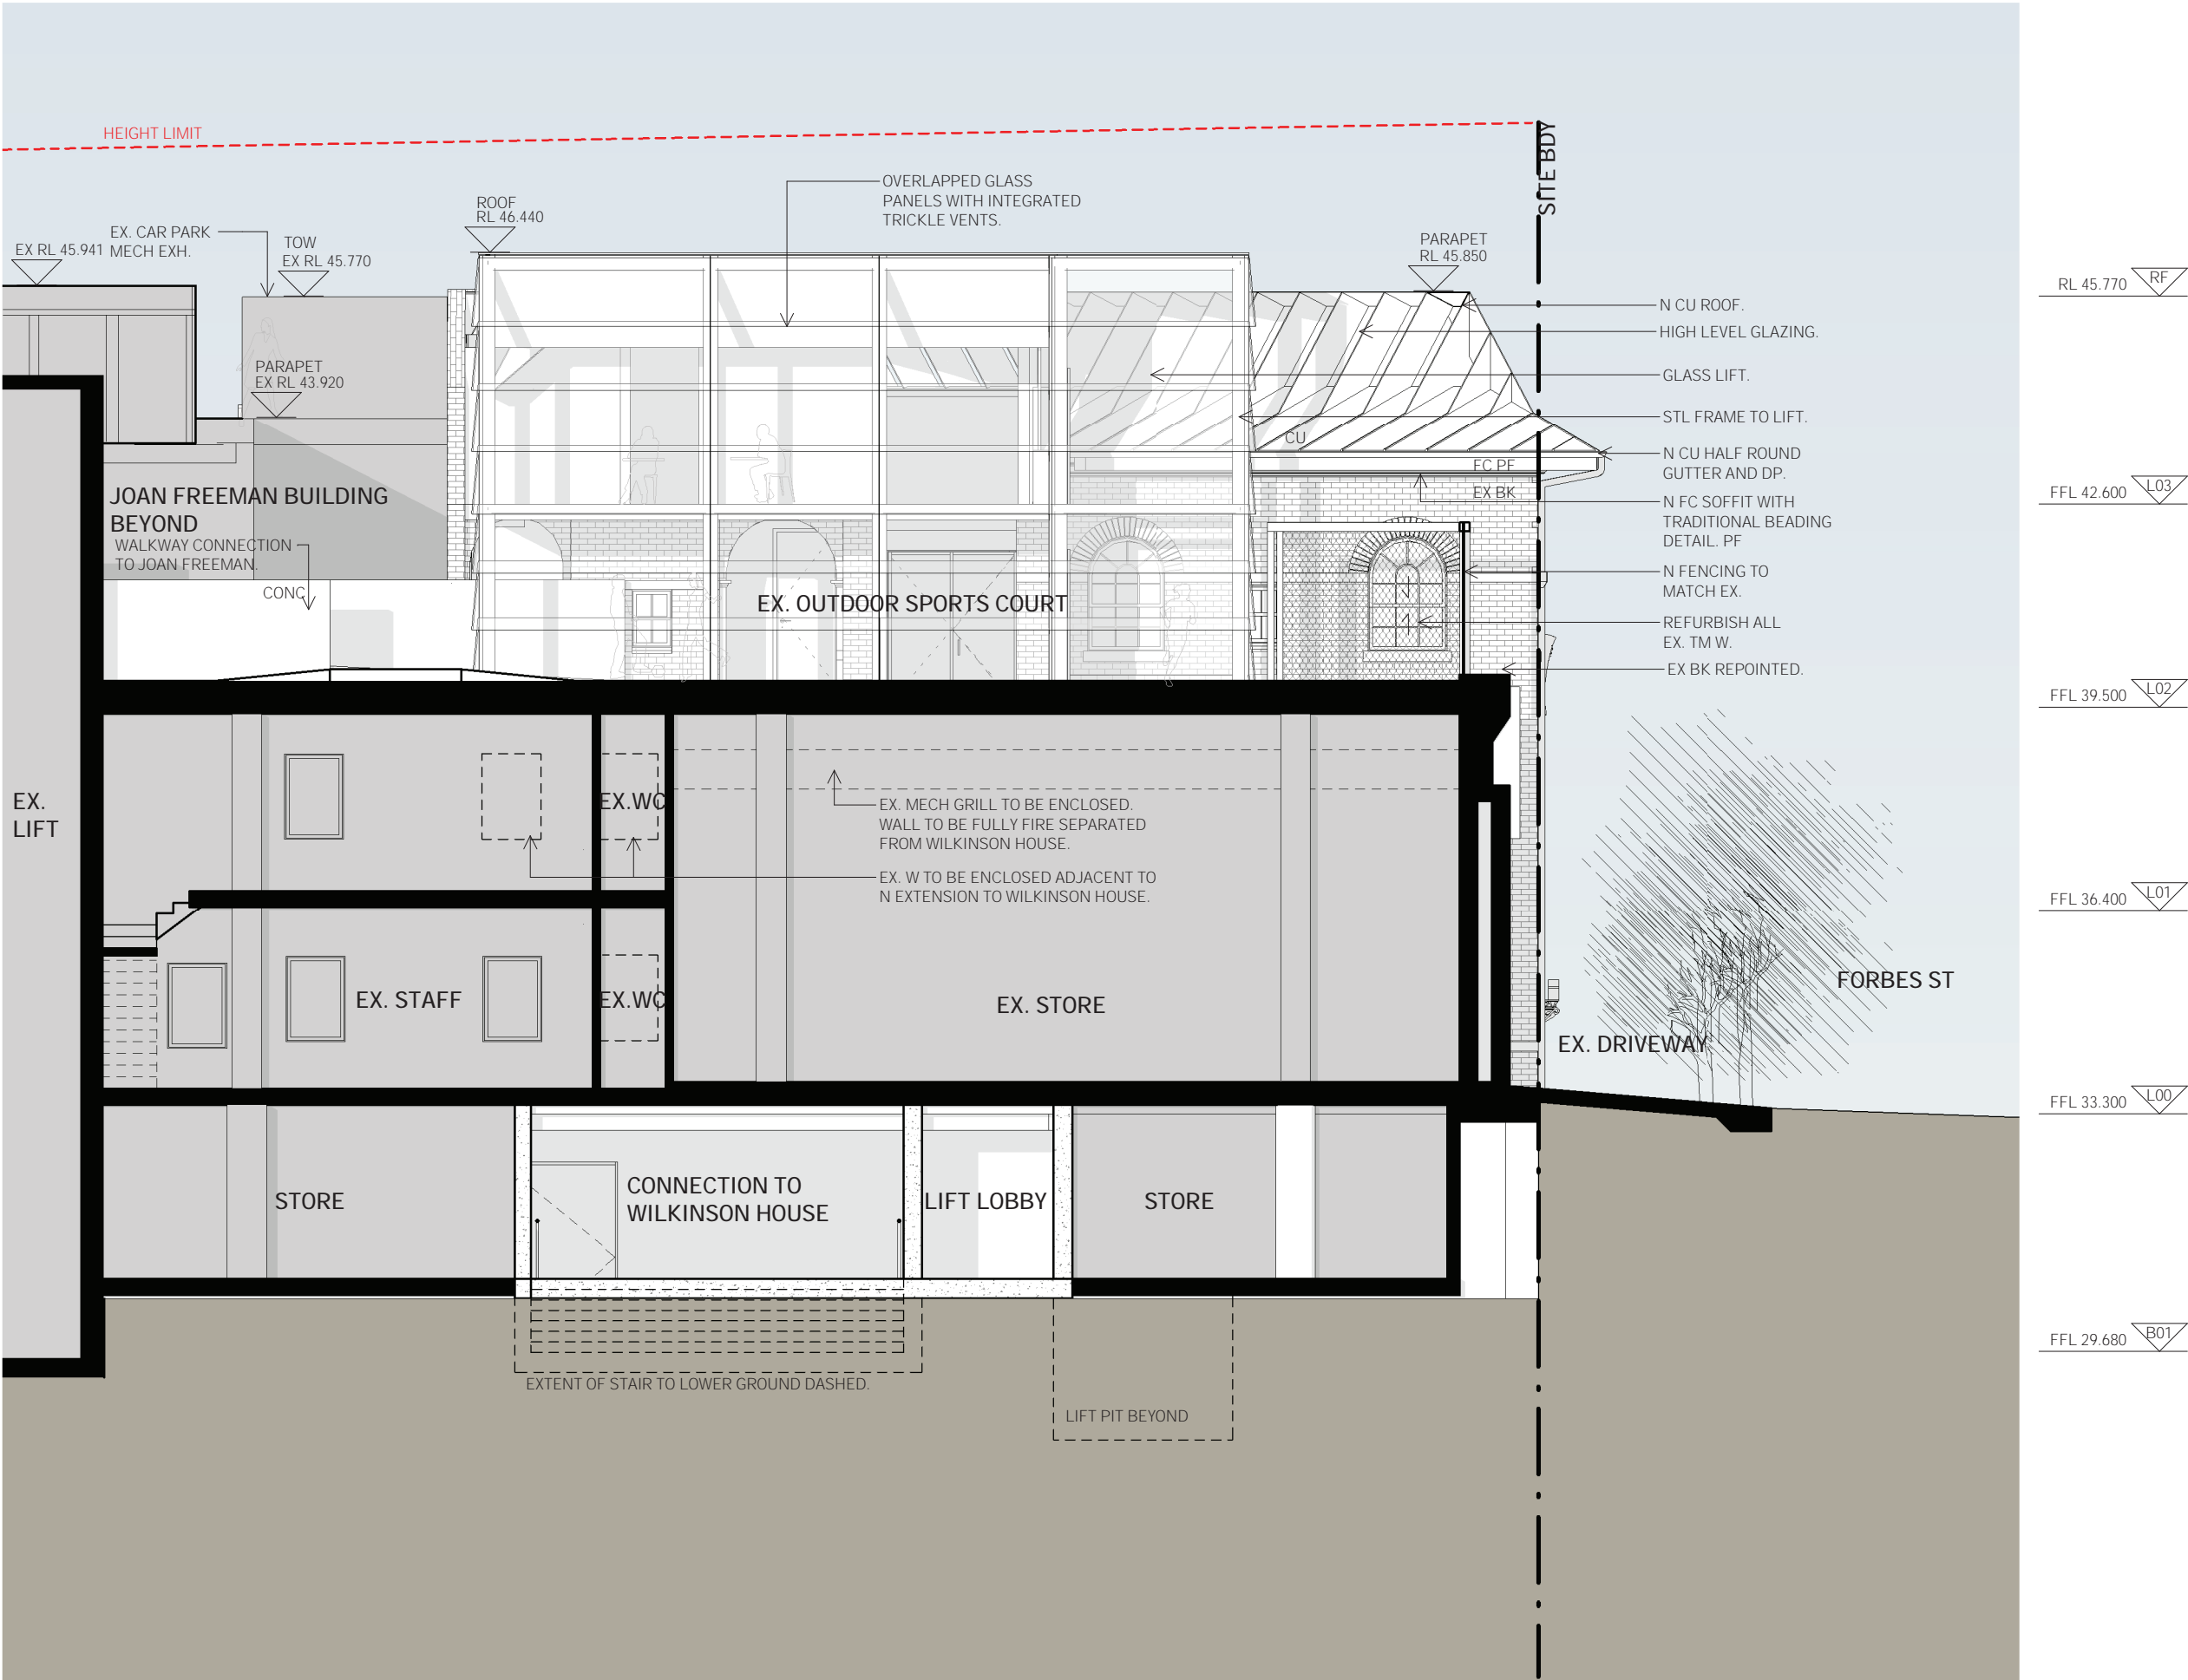 HEIGHT LIMIT
SITE BDY
OVERLAPPED GLASS
PANELS WITH INTEGRATED
TRICKLE VENTS.
ROOF
RL 46.440
EX. CAR PARK
MECH EXH.
EX RL 45.941
TOW
EX RL 45.770
PARAPET
RL 45.850
RL 45.770 RF
N CU ROOF.
HIGH LEVEL GLAZING.
PARAPET
EX RL 43.920
GLASS LIFT.
STL FRAME TO LIFT.
CU
N CU HALF ROUND
GUTTER AND DP.
FC PF
EX BK
N FC SOFFIT WITH
TRADITIONAL BEADING
DETAIL. PF
FFL 42.600 L03
JOAN FREEMAN BUILDING
BEYOND
WALKWAY CONNECTION
TO JOAN FREEMAN.
CONC
N FENCING TO
MATCH EX.
EX. OUTDOOR SPORTS COURT
REFURBISH ALL
EX. TM W.
EX BK REPOINTED.
FFL 39.500 L02
EX.
LIFT
EX.WC
EX. MECH GRILL TO BE ENCLOSED.
WALL TO BE FULLY FIRE SEPARATED
FROM WILKINSON HOUSE.
EX. W TO BE ENCLOSED ADJACENT TO
N EXTENSION TO WILKINSON HOUSE.
FFL 36.400 L01
EX. STAFF
EX.WC
EX. STORE
FORBES ST
EX. DRIVEWAY
FFL 33.300 L00
STORE
CONNECTION TO
WILKINSON HOUSE
LIFT LOBBY
STORE
FFL 29.680 B01
EXTENT OF STAIR TO LOWER GROUND DASHED.
LIFT PIT BEYOND